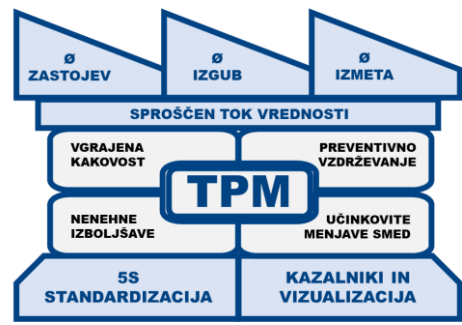 Ø
ZASTOJEV
Ø
IZGUB
Ø
IZMETA
SPROŠČEN TOK VREDNOSTI
VGRAJENA
KAKOVOST
PREVENTIVNO
VZDRŽEVANJE
TPM
NENEHNE
IZBOLJŠAVE
UČINKOVITE
MENJAVE SMED
5S
STANDARDIZACIJA
KAZALNIKI IN
VIZUALIZACIJA